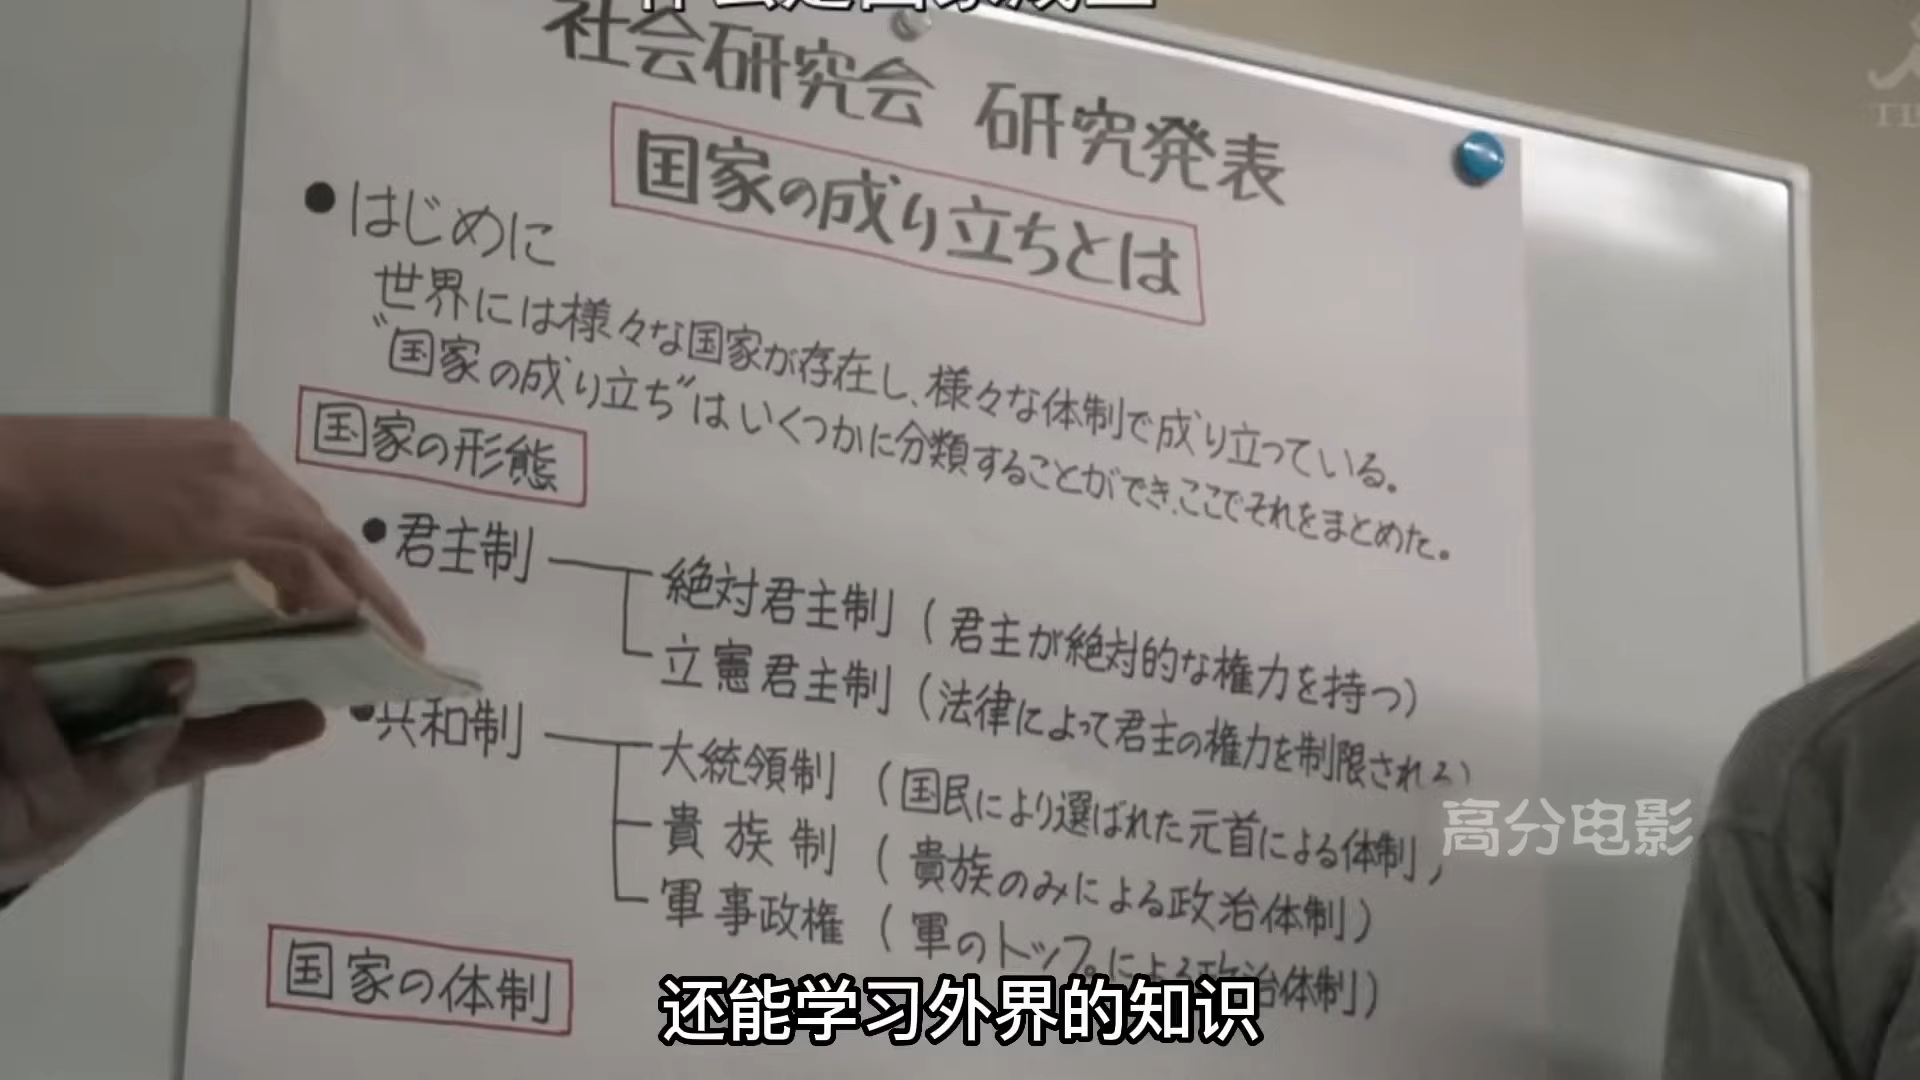 社会研究会 研究発表
国家の成り立ちとは
●はじめに
世界には様々な国家が存在し、様々な体制で成り立っている。
“国家の成り立ち”はいくつかに分類することができ、ここでそれをまとめた。
国家の形態
●君主制
絶対君主制（君主が絶対的な権力を持つ）
立憲君主制（法律によって君主の権力を制限される）
●共和制
大統領制（国民により選ばれた元首による体制）
貴族制（貴族のみによる政治体制）
軍事政権（軍のトップによる政治体制）
国家の体制
高分电影
还能学习外界的知识